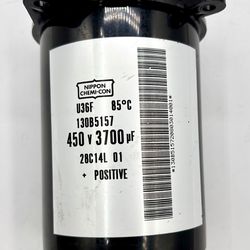 NIPPON
CHEMI-CON
U36F 85°C
130B5157
450 V 3700 µF
28C14L 01
+ POSITIVE